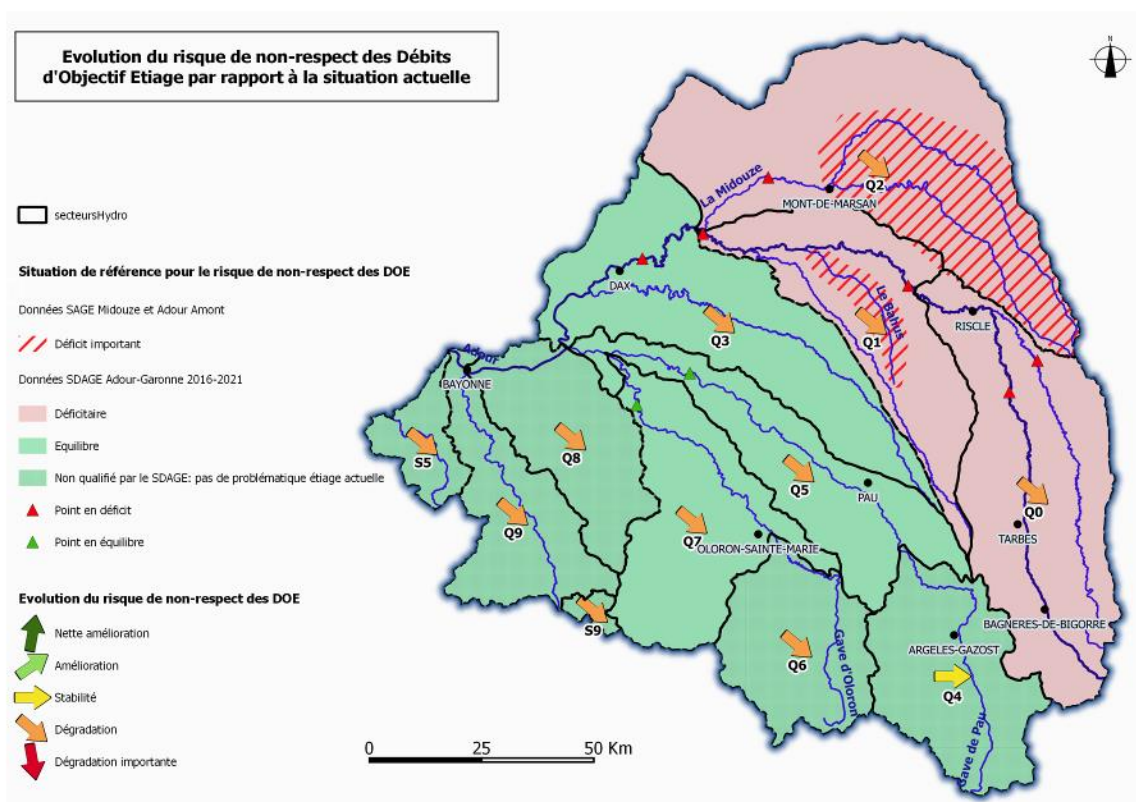 Evolution du risque de non-respect des Débits
d'Objectif Etiage par rapport à la situation actuelle
N
secteursHydro
Situation de référence pour le risque de non-respect des DOE
Données SAGE Midouze et Adour Amont
Déficit important
Données SDAGE Adour-Garonne 2016-2021
Déficitaire
Equilibre
Non qualifié par le SDAGE: pas de problématique étiage actuelle
Point en déficit
Point en équilibre
Evolution du risque de non-respect des DOE
Nette amélioration
Amélioration
Stabilité
Dégradation
Dégradation importante
0 25 50 Km
La Midouze
Q2
MONT-DE-MARSAN
DAX
Le Bahus
RISCLE
Q3
Q1
Adour
BAYONNE
S5
Q8
Q5
PAU
Q0
Q9
Q7
OLORON-SAINTE-MARIE
TARBES
S9
BAGNERES-DE-BIGORRE
ARGELES-GAZOST
Q6
Gave d'Oloron
Q4
Gave de Pau